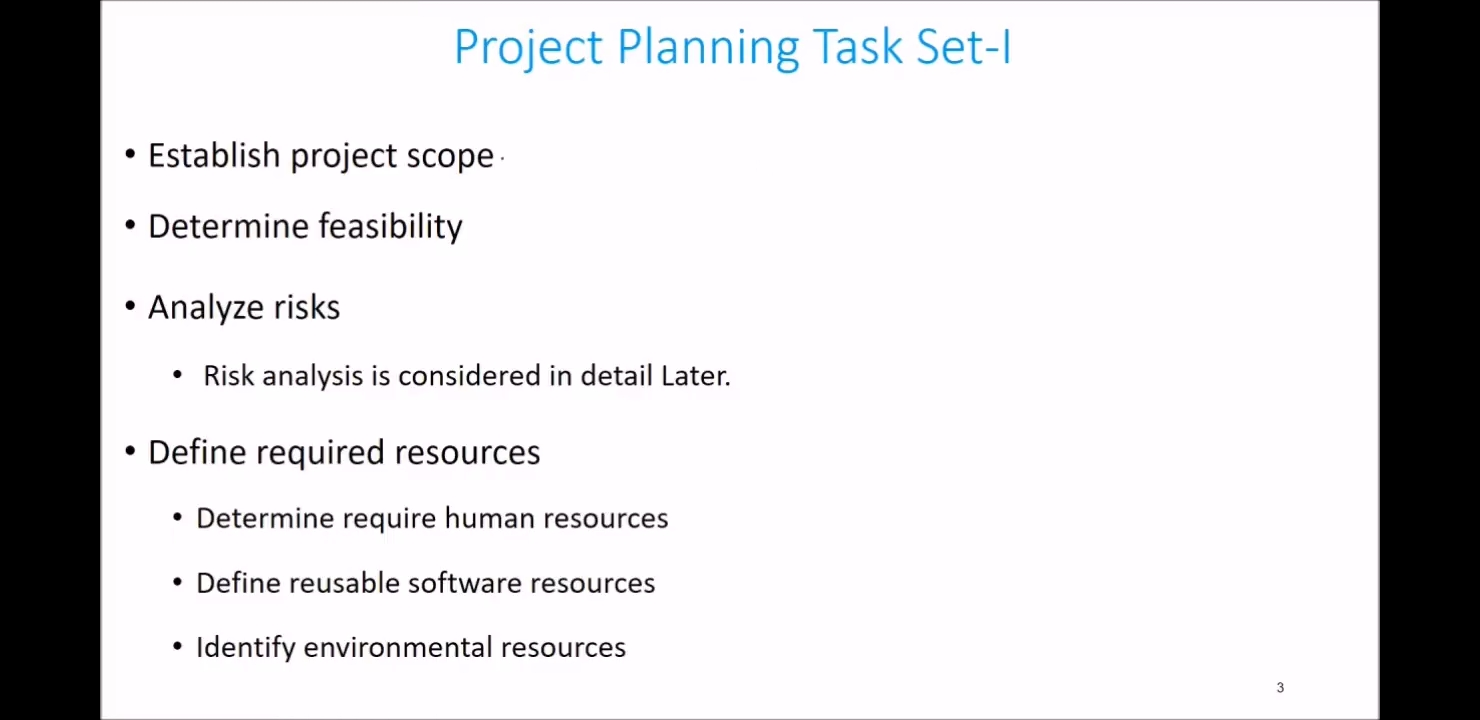 Project Planning Task Set-I
• Establish project scope
• Determine feasibility
• Analyze risks
• Risk analysis is considered in detail Later.
• Define required resources
• Determine require human resources
• Define reusable software resources
• Identify environmental resources
3